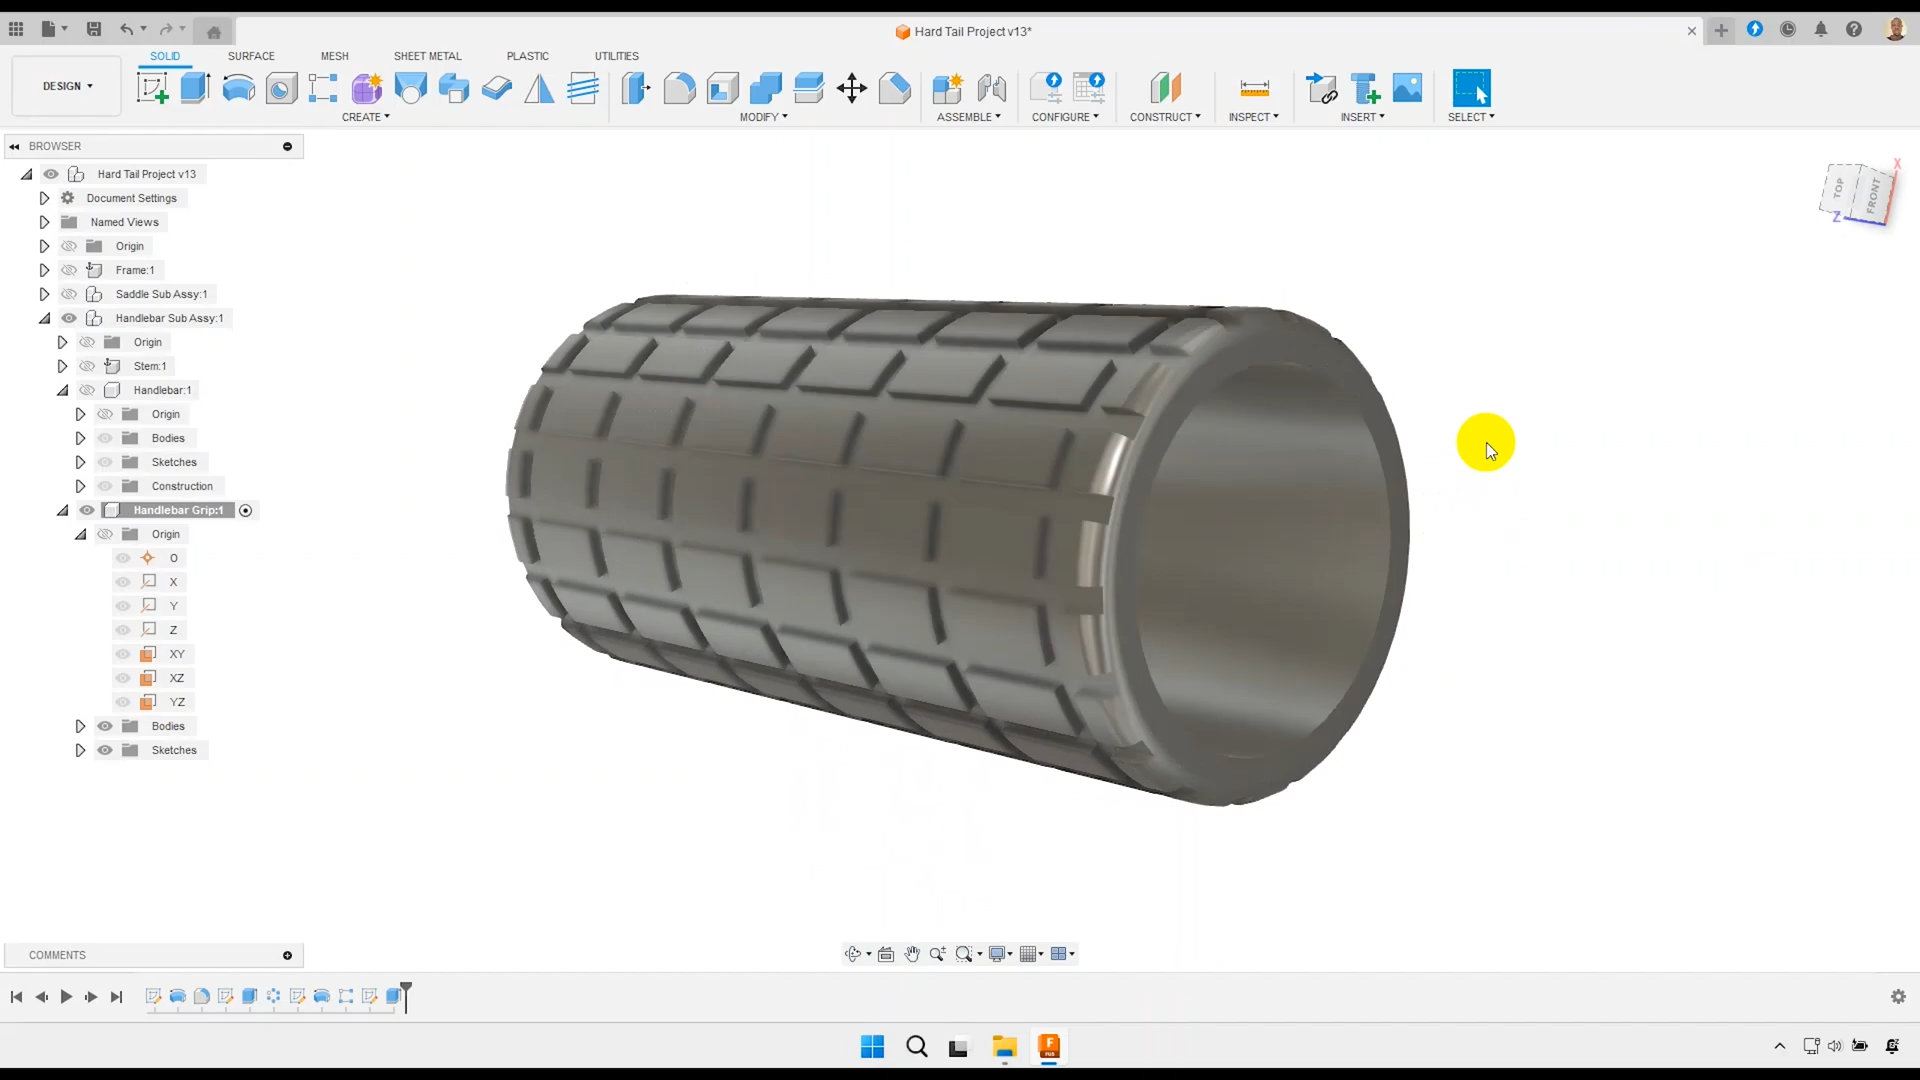 Hard Tail Project v13*
DESIGN
SOLID
SURFACE
MESH
SHEET METAL
PLASTIC
UTILITIES
CREATE
MODIFY
ASSEMBLE
CONFIGURE
CONSTRUCT
INSPECT
INSERT
SELECT
BROWSER
Hard Tail Project v13
Document Settings
Named Views
Origin
Frame:1
Saddle Sub Assy:1
Handlebar Sub Assy:1
Origin
Stem:1
Handlebar:1
Origin
Bodies
Sketches
Construction
Handlebar Grip:1
Origin
O
X
Y
Z
XY
XZ
YZ
Bodies
Sketches
TOP
FRONT
X
Z
COMMENTS